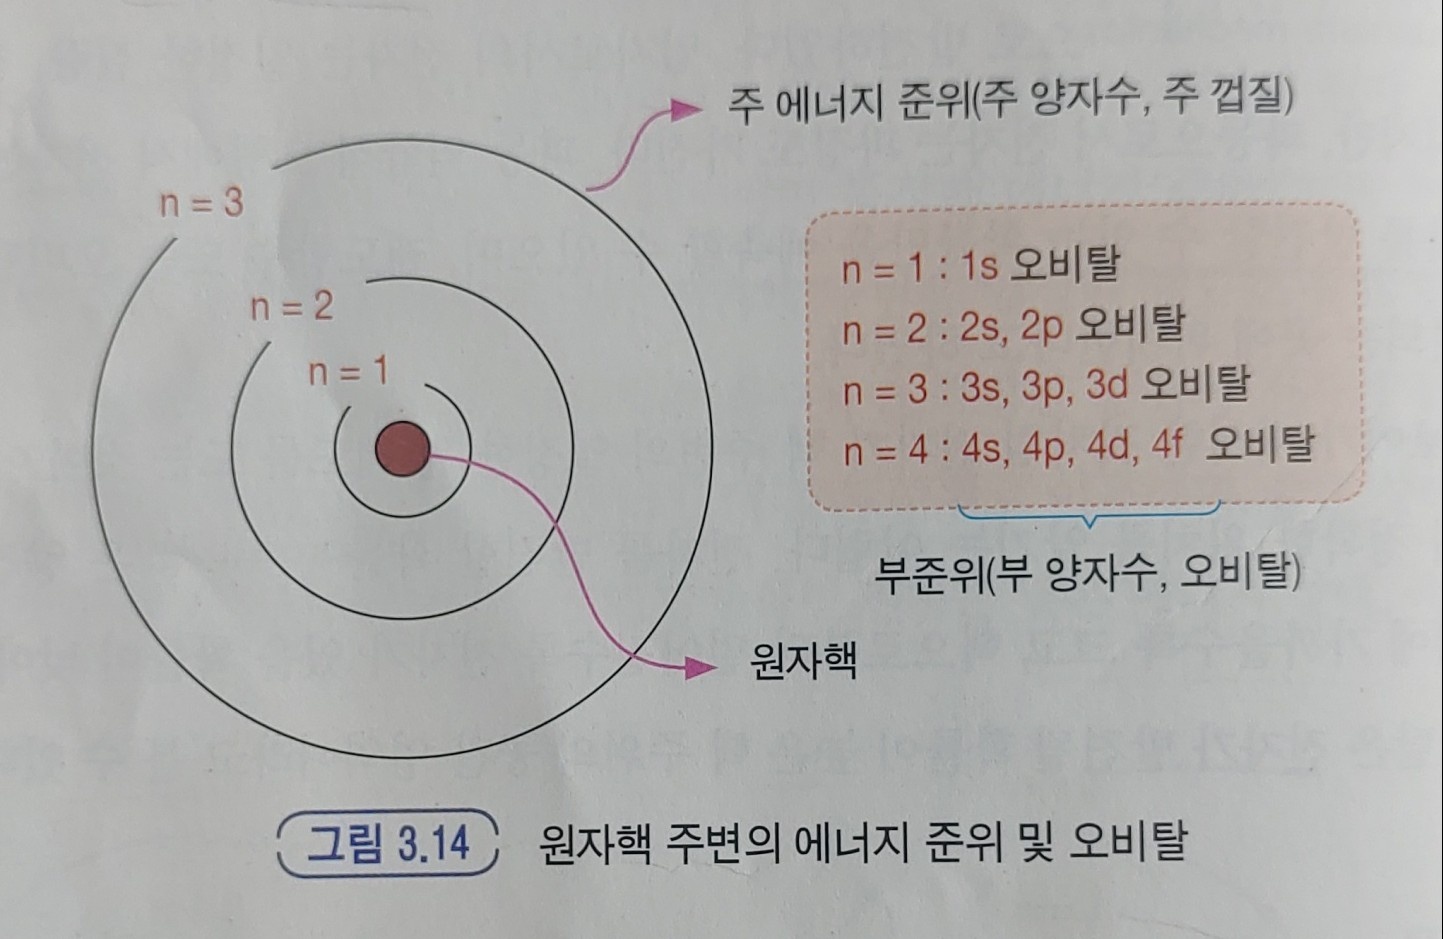 주 에너지 준위(주 양자수, 주 껍질)
n = 3
n = 2
n = 1
n = 1 : 1s 오비탈
n = 2 : 2s, 2p 오비탈
n = 3 : 3s, 3p, 3d 오비탈
n = 4 : 4s, 4p, 4d, 4f 오비탈
부준위(부 양자수, 오비탈)
원자핵
그림 3.14 원자핵 주변의 에너지 준위 및 오비탈